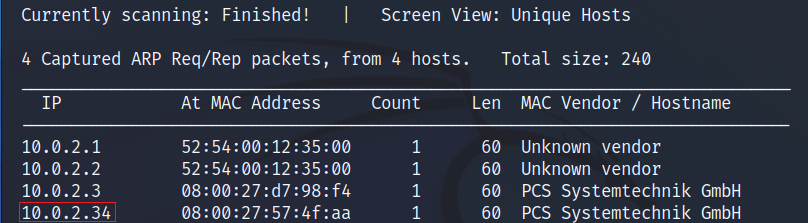 Currently scanning: Finished!   |   Screen View: Unique Hosts
4 Captured ARP Req/Rep packets, from 4 hosts.   Total size: 240
IP            At MAC Address     Count     Len  MAC Vendor / Hostname
10.0.2.1        52:54:00:12:35:00      1      60  Unknown vendor
10.0.2.2        52:54:00:12:35:00      1      60  Unknown vendor
10.0.2.3        08:00:27:d7:98:f4      1      60  PCS Systemtechnik GmbH
10.0.2.34       08:00:27:57:4f:aa      1      60  PCS Systemtechnik GmbH